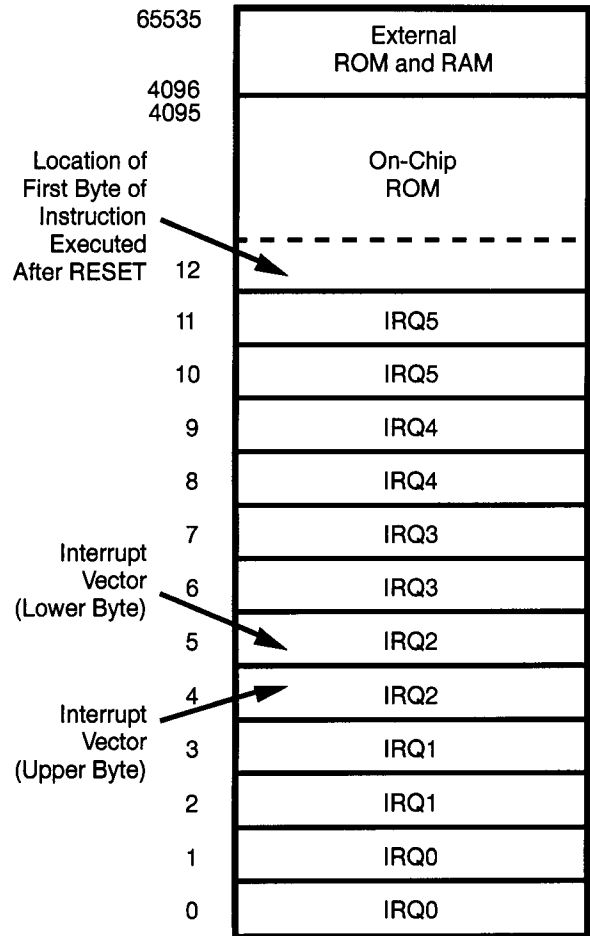 65535
External
ROM and RAM
4096
4095
Location of
First Byte of
Instruction
Executed
After RESET
On-Chip
ROM
12
11 IRQ5
10 IRQ5
9 IRQ4
8 IRQ4
7 IRQ3
Interrupt
Vector
(Lower Byte)
6 IRQ3
5 IRQ2
4 IRQ2
Interrupt
Vector
(Upper Byte)
3 IRQ1
2 IRQ1
1 IRQ0
0 IRQ0